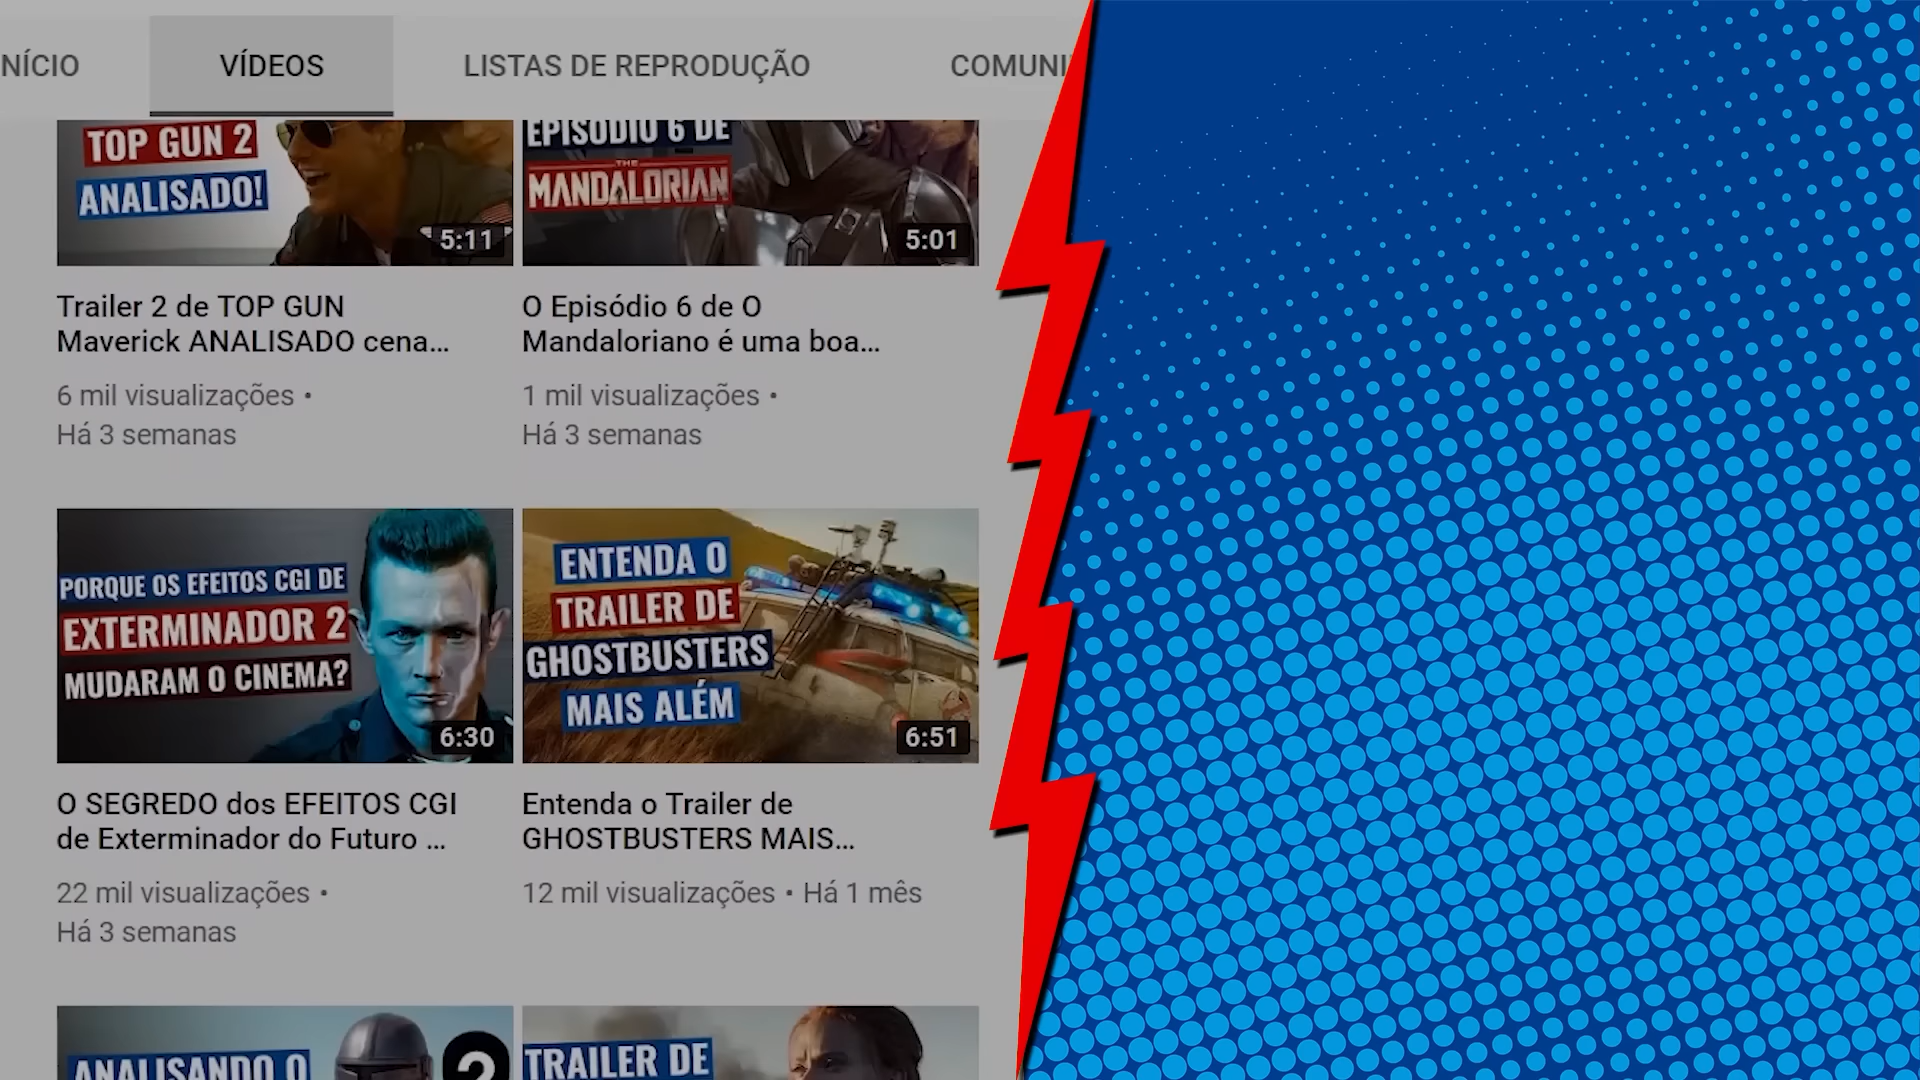 NÍCIO
VÍDEOS
LISTAS DE REPRODUÇÃO
COMUNI
TOP GUN 2
ANALISADO!
5:11
EPISÓDIO 6 DE
THE
MANDALORIAN
5:01
Trailer 2 de TOP GUN
Maverick ANALISADO cena...
6 mil visualizações •
Há 3 semanas
O Episódio 6 de O
Mandaloriano é uma boa...
1 mil visualizações •
Há 3 semanas
PORQUE OS EFEITOS CGI DE
EXTERMINADOR 2
MUDARAM O CINEMA?
6:30
ENTENDA O
TRAILER DE
GHOSTBUSTERS
MAIS ALÉM
6:51
O SEGREDO dos EFEITOS CGI
de Exterminador do Futuro ...
22 mil visualizações •
Há 3 semanas
Entenda o Trailer de
GHOSTBUSTERS MAIS...
12 mil visualizações • Há 1 mês
ANALISANDO O
?
TRAILER DE